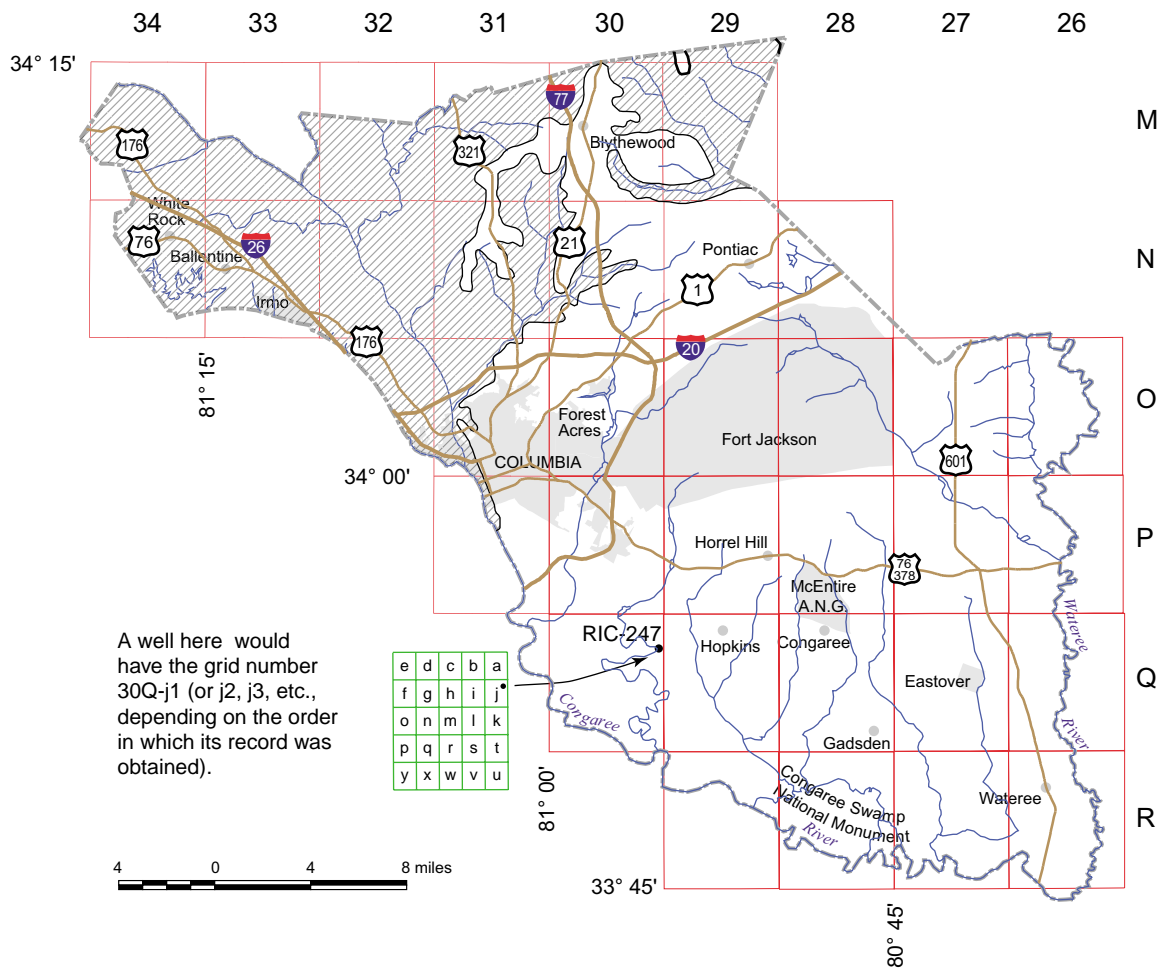 34 33 32 31 30 29 28 27 26
34° 15'
M
77
176
321
Blythewood
White
Rock
76
Ballentine
26
21
Pontiac
N
1
Irmo
176
20
81° 15'
O
Forest
Acres
Fort Jackson
COLUMBIA
601
34° 00'
P
Horrel Hill
76
378
McEntire
A.N.G.
Wateree
River
RIC-247
Hopkins
Congaree
Q
Eastover
Gadsden
A well here would
have the grid number
30Q-j1 (or j2, j3, etc.,
depending on the order
in which its record was
obtained).
e d c b a
f g h i j
o n m l k
p q r s t
y x w v u
Congaree
River
81° 00'
Congaree Swamp
National Monument
Wateree
R
4 0 4 8 miles
33° 45'
80° 45'